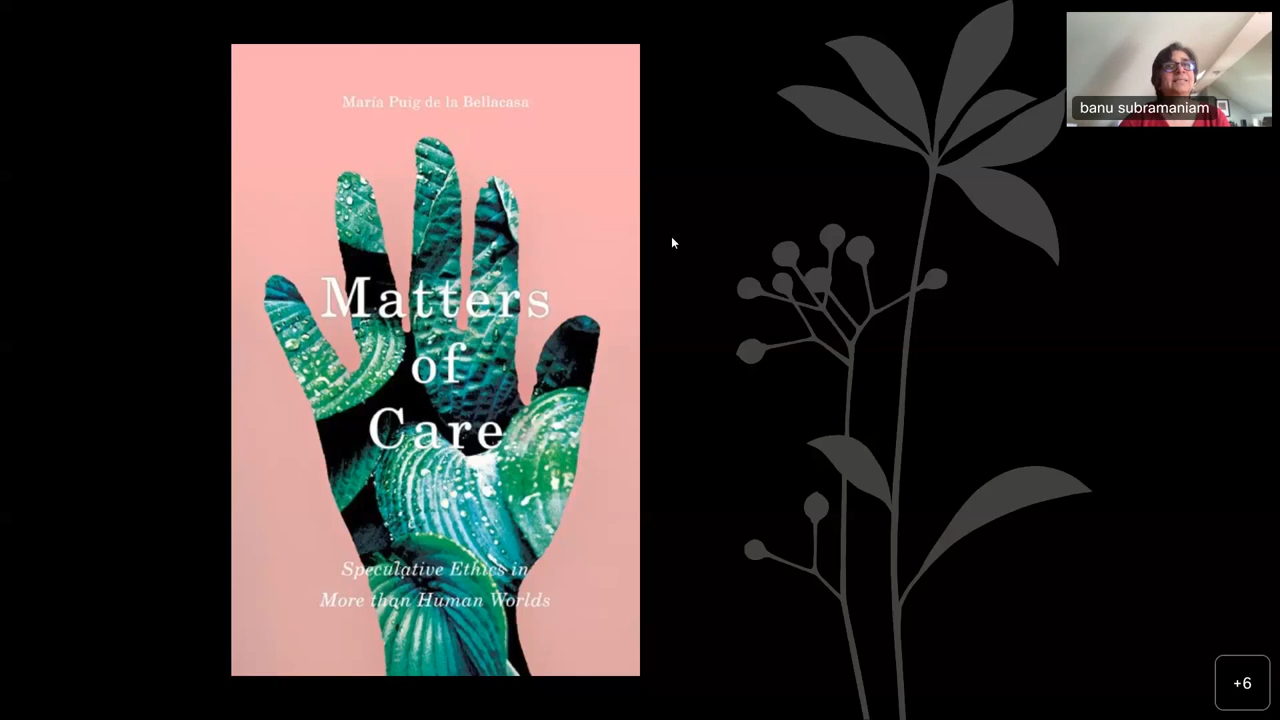 María Puig de la Bellacasa
Matters
of
Care
Speculative Ethics in
More than Human Worlds
banu subramaniam
+6